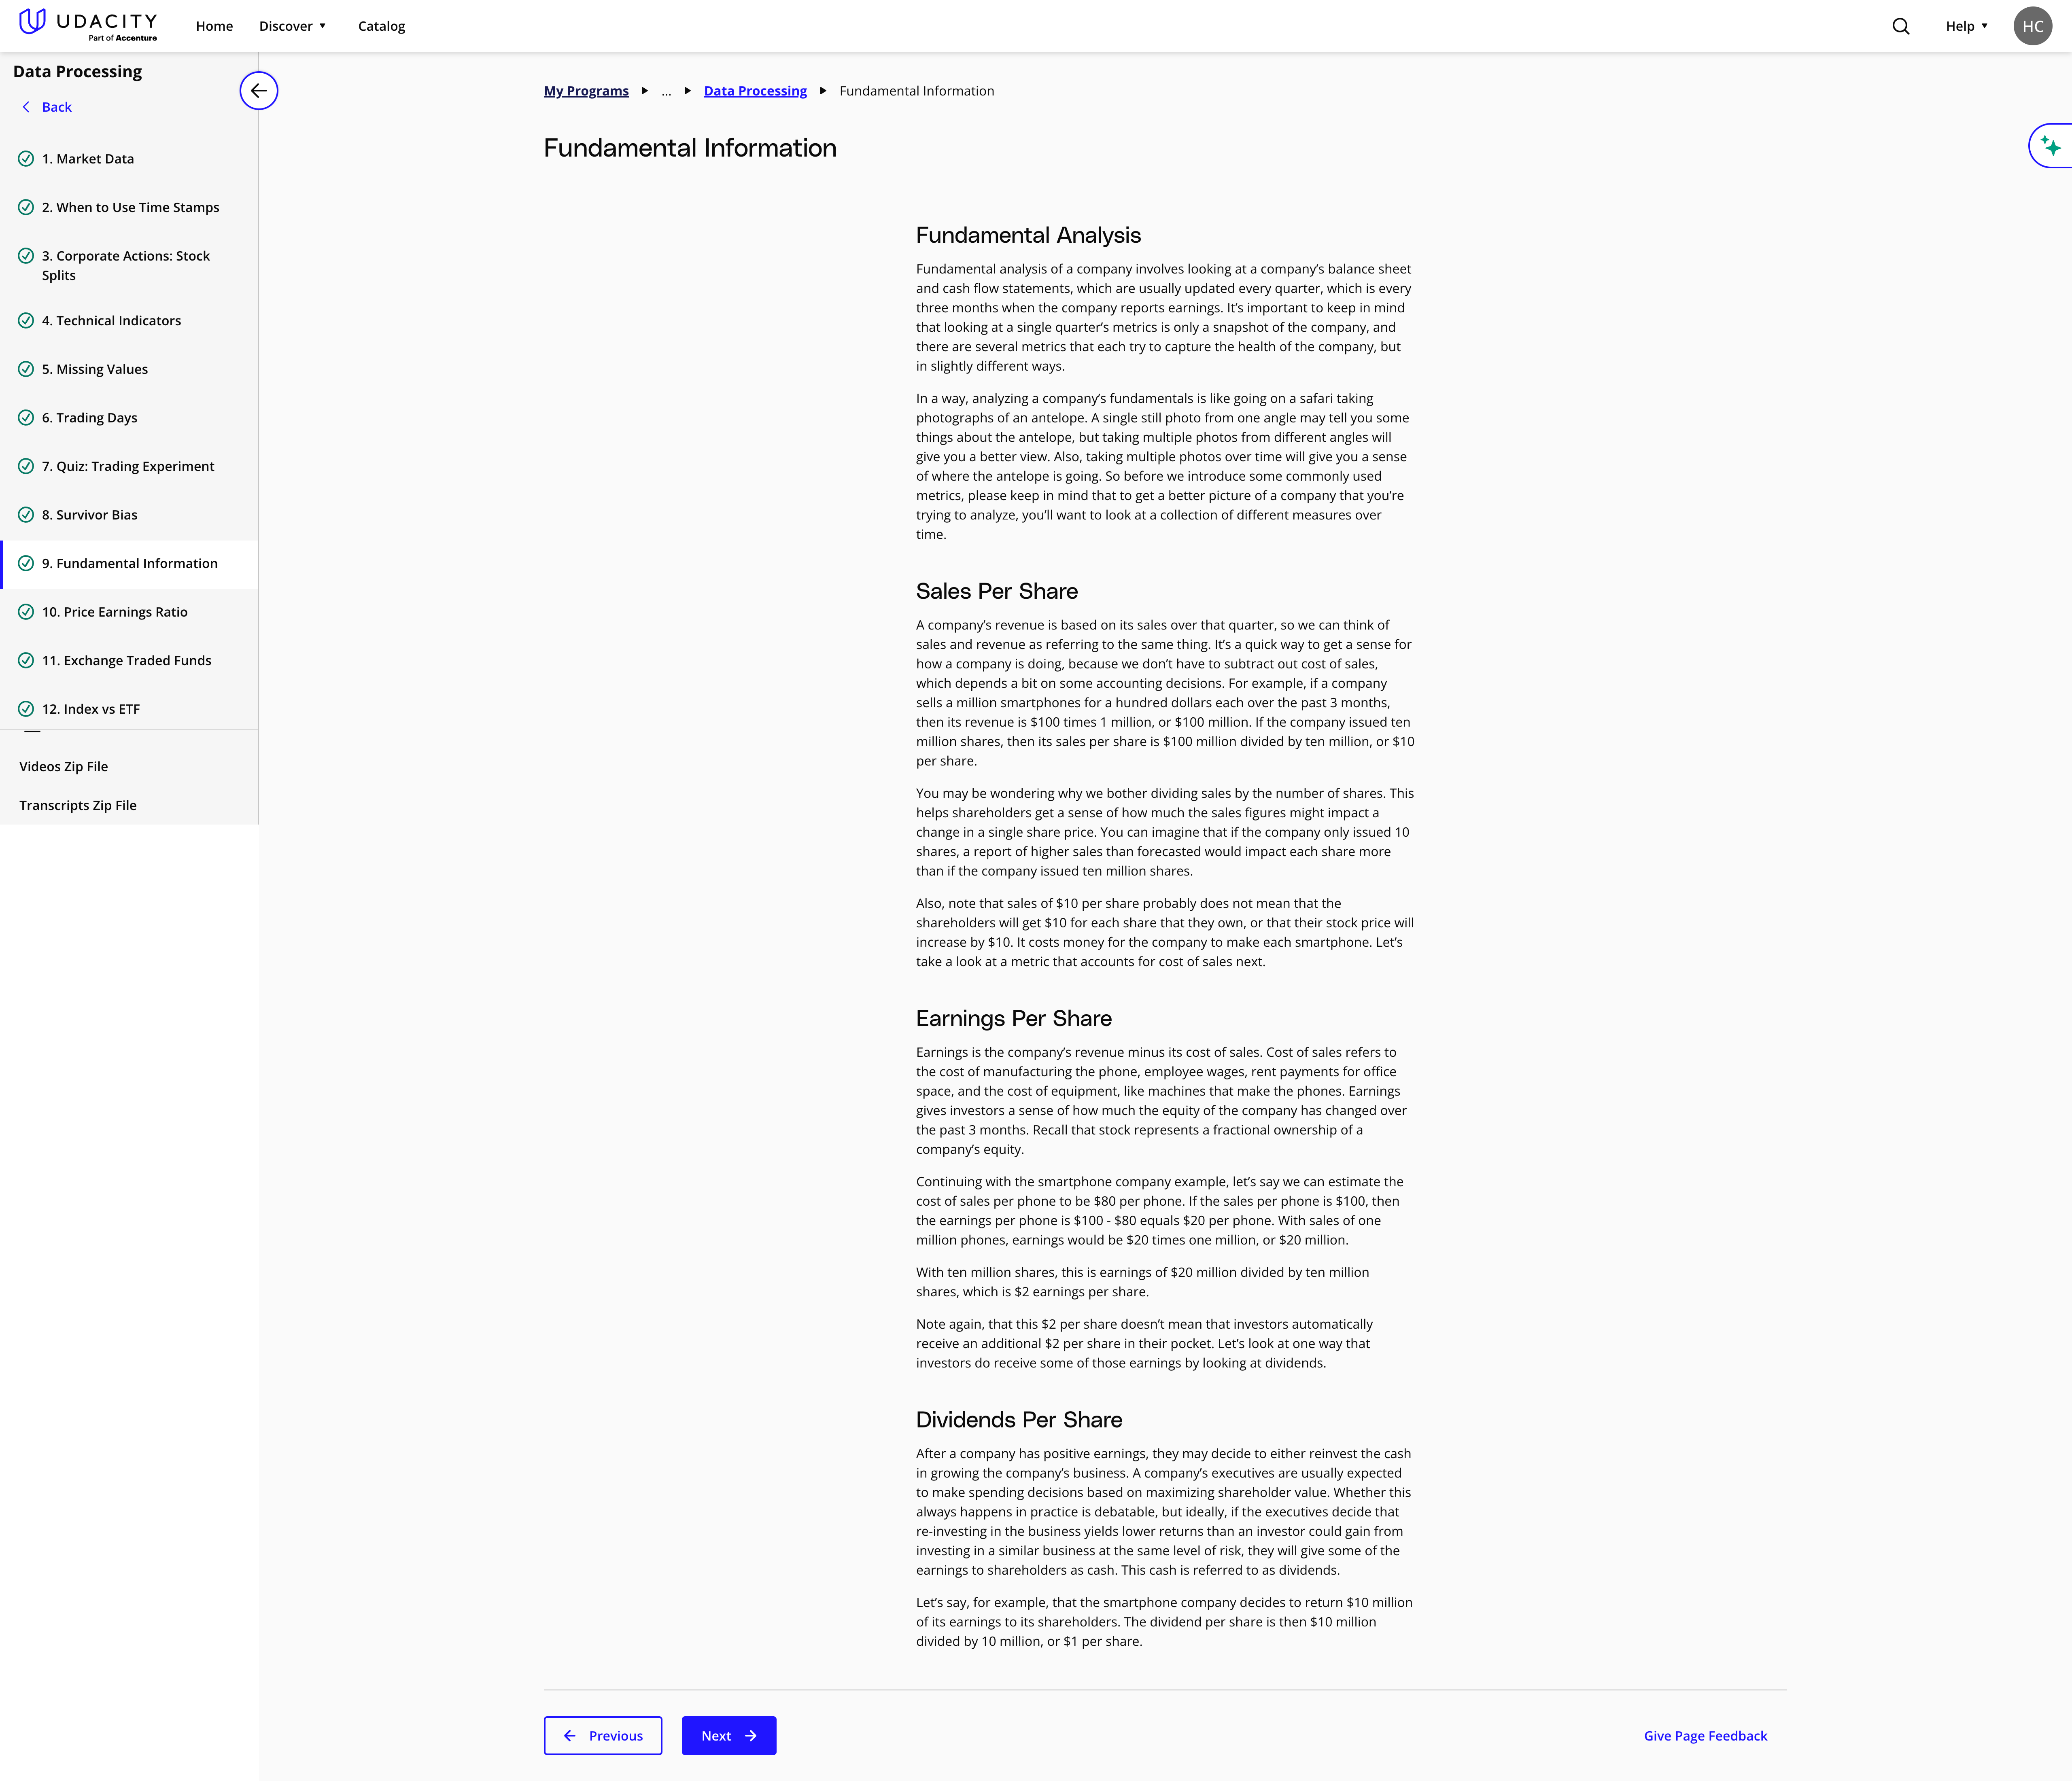 UDACITY
Part of Accenture
Home
Discover
Catalog
Help
HC
Data Processing
Back
1. Market Data
2. When to Use Time Stamps
3. Corporate Actions: Stock
Splits
4. Technical Indicators
5. Missing Values
6. Trading Days
7. Quiz: Trading Experiment
8. Survivor Bias
9. Fundamental Information
10. Price Earnings Ratio
11. Exchange Traded Funds
12. Index vs ETF
Videos Zip File
Transcripts Zip File
My Programs ... Data Processing Fundamental Information
Fundamental Information
Fundamental Analysis
Fundamental analysis of a company involves looking at a company’s balance sheet
and cash flow statements, which are usually updated every quarter, which is every
three months when the company reports earnings. It’s important to keep in mind
that looking at a single quarter’s metrics is only a snapshot of the company, and
there are several metrics that each try to capture the health of the company, but
in slightly different ways.
In a way, analyzing a company’s fundamentals is like going on a safari taking
photographs of an antelope. A single still photo from one angle may tell you some
things about the antelope, but taking multiple photos from different angles will
give you a better view. Also, taking multiple photos over time will give you a sense
of where the antelope is going. So before we introduce some commonly used
metrics, please keep in mind that to get a better picture of a company that you’re
trying to analyze, you’ll want to look at a collection of different measures over
time.
Sales Per Share
A company’s revenue is based on its sales over that quarter, so we can think of
sales and revenue as referring to the same thing. It’s a quick way to get a sense for
how a company is doing, because we don’t have to subtract out cost of sales,
which depends a bit on some accounting decisions. For example, if a company
sells a million smartphones for a hundred dollars each over the past 3 months,
then its revenue is $100 times 1 million, or $100 million. If the company issued ten
million shares, then its sales per share is $100 million divided by ten million, or $10
per share.
You may be wondering why we bother dividing sales by the number of shares. This
helps shareholders get a sense of how much the sales figures might impact a
change in a single share price. You can imagine that if the company only issued 10
shares, a report of higher sales than forecasted would impact each share more
than if the company issued ten million shares.
Also, note that sales of $10 per share probably does not mean that the
shareholders will get $10 for each share that they own, or that their stock price will
increase by $10. It costs money for the company to make each smartphone. Let’s
take a look at a metric that accounts for cost of sales next.
Earnings Per Share
Earnings is the company’s revenue minus its cost of sales. Cost of sales refers to
the cost of manufacturing the phone, employee wages, rent payments for office
space, and the cost of equipment, like machines that make the phones. Earnings
gives investors a sense of how much the equity of the company has changed over
the past 3 months. Recall that stock represents a fractional ownership of a
company’s equity.
Continuing with the smartphone company example, let’s say we can estimate the
cost of sales per phone to be $80 per phone. If the sales per phone is $100, then
the earnings per phone is $100 - $80 equals $20 per phone. With sales of one
million phones, earnings would be $20 times one million, or $20 million.
With ten million shares, this is earnings of $20 million divided by ten million
shares, which is $2 earnings per share.
Note again, that this $2 per share doesn’t mean that investors automatically
receive an additional $2 per share in their pocket. Let’s look at one way that
investors do receive some of those earnings by looking at dividends.
Dividends Per Share
After a company has positive earnings, they may decide to either reinvest the cash
in growing the company’s business. A company’s executives are usually expected
to make spending decisions based on maximizing shareholder value. Whether this
always happens in practice is debatable, but ideally, if the executives decide that
re-investing in the business yields lower returns than an investor could gain from
investing in a similar business at the same level of risk, they will give some of the
earnings to shareholders as cash. This cash is referred to as dividends.
Let’s say, for example, that the smartphone company decides to return $10 million
of its earnings to its shareholders. The dividend per share is then $10 million
divided by 10 million, or $1 per share.
Previous
Next
Give Page Feedback